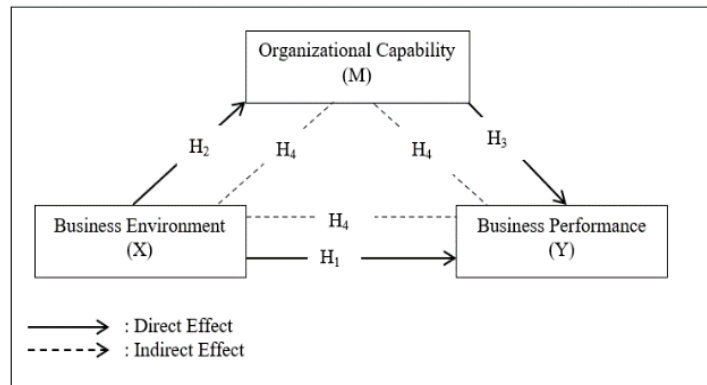 Organizational Capability
(M)
H₂
H₄
H₄
H₃
Business Environment
(X)
H₄
Business Performance
(Y)
H₁
: Direct Effect
: Indirect Effect